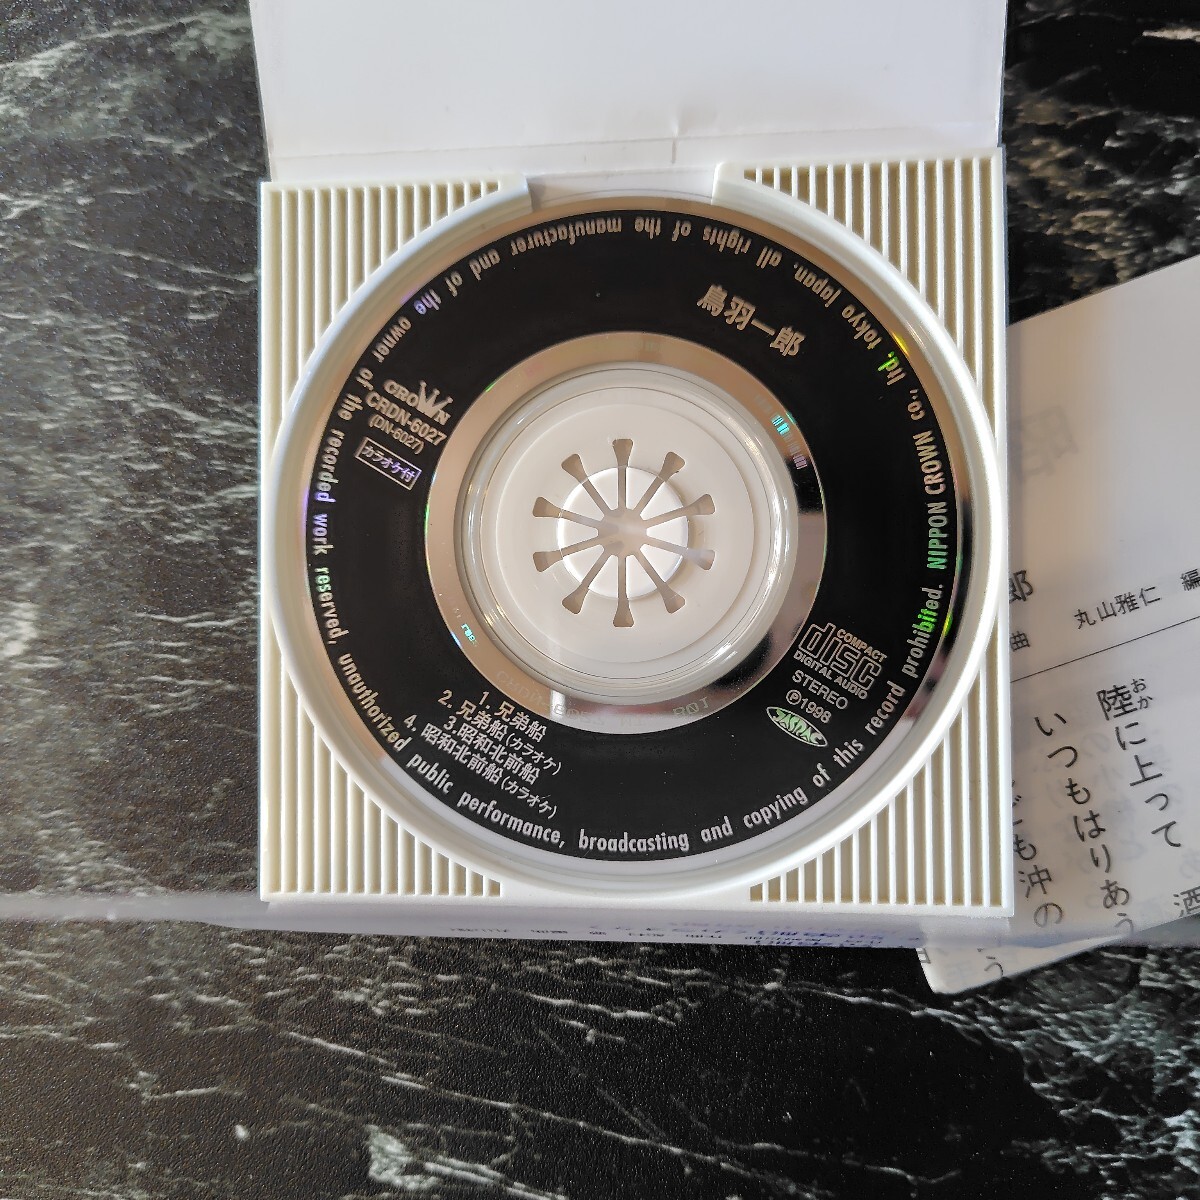 鳥羽一郎
CROWN
CRDN-6027
(DN-6027)
カラオケ付
COMPACT
disc
DIGITAL AUDIO
STEREO
Ⓟ1998
JASRAC
1. 兄弟船
2. 兄弟船(カラオケ)
3. 昭和北前船
4. 昭和北前船(カラオケ)
all rights of the manufacturer and of the owner of the recorded work reserved, unauthorized public performance, broadcasting and copying of this record prohibited. NIPPON CROWN co., ltd, tokyo japan.
郎
曲 丸山雅仁 編
陸に上って
おか
いつもはりあう
ども沖の
酒